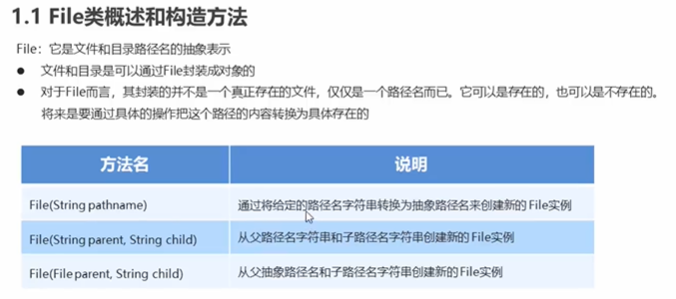 1.1 File类概述和构造方法
File：它是文件和目录路径名的抽象表示
● 文件和目录是可以通过File封装成对象的
● 对于File而言，其封装的并不是一个真正存在的文件，仅仅是一个路径名而已。它可以是存在的，也可以是不存在的。
将来是要通过具体的操作把这个路径的内容转换为具体存在的
方法名 说明
File(String pathname) 通过将给定的路径名字符串转换为抽象路径名来创建新的 File实例
File(String parent, String child) 从父路径名字符串和子路径名字符串创建新的 File实例
File(File parent, String child) 从父抽象路径名和子路径名字符串创建新的 File实例